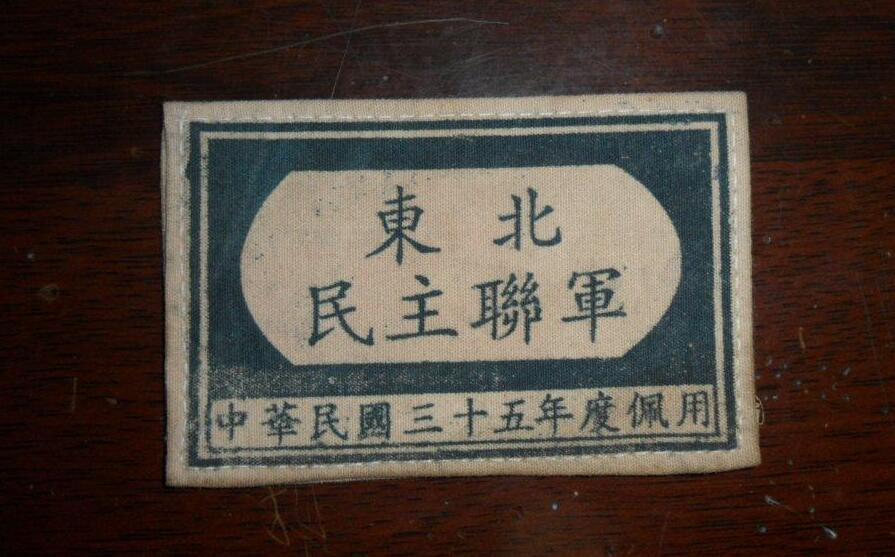 東北
民主聯軍
中華民國三十五年度佩用